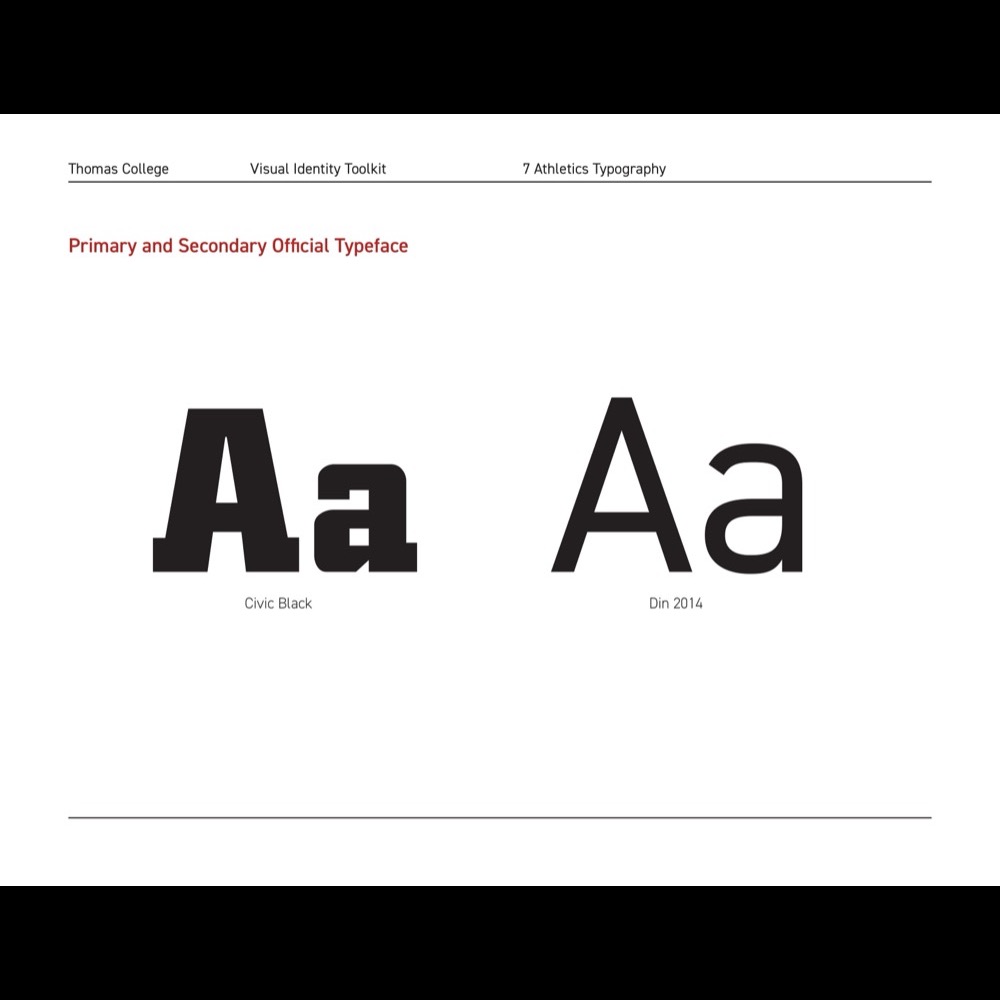 Thomas College Visual Identity Toolkit 7 Athletics Typography
Primary and Secondary Official Typeface
Aa Aa
Civic Black Din 2014